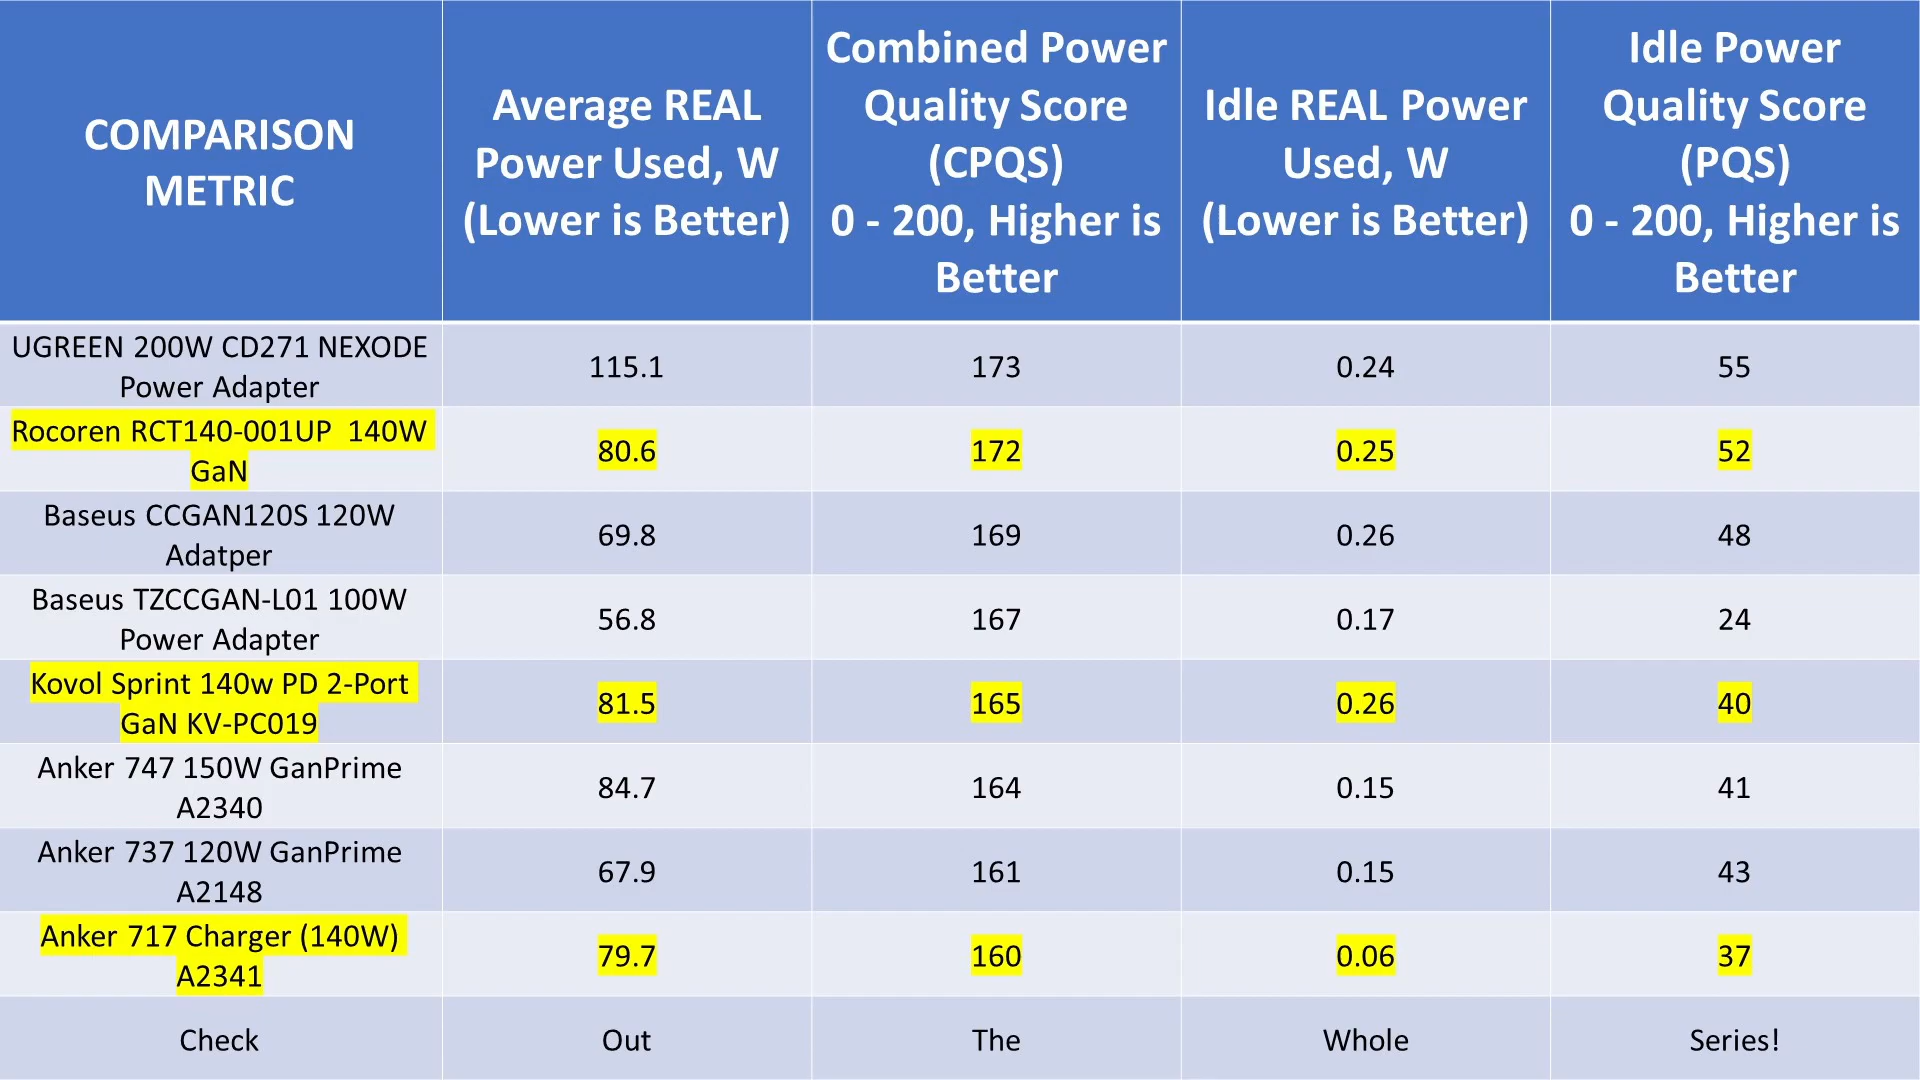 COMPARISON
METRIC
Average REAL
Power Used, W
(Lower is Better)
Combined Power
Quality Score
(CPQS)
0 - 200, Higher is
Better
Idle REAL Power
Used, W
(Lower is Better)
Idle Power
Quality Score
(PQS)
0 - 200, Higher is
Better
UGREEN 200W CD271 NEXODE
Power Adapter
115.1
173
0.24
55
Rocoren RCT140-001UP  140W
GaN
80.6
172
0.25
52
Baseus CCGAN120S 120W
Adatper
69.8
169
0.26
48
Baseus TZCCGAN-L01 100W
Power Adapter
56.8
167
0.17
24
Kovol Sprint 140w PD 2-Port
GaN KV-PC019
81.5
165
0.26
40
Anker 747 150W GanPrime
A2340
84.7
164
0.15
41
Anker 737 120W GanPrime
A2148
67.9
161
0.15
43
Anker 717 Charger (140W)
A2341
79.7
160
0.06
37
Check
Out
The
Whole
Series!